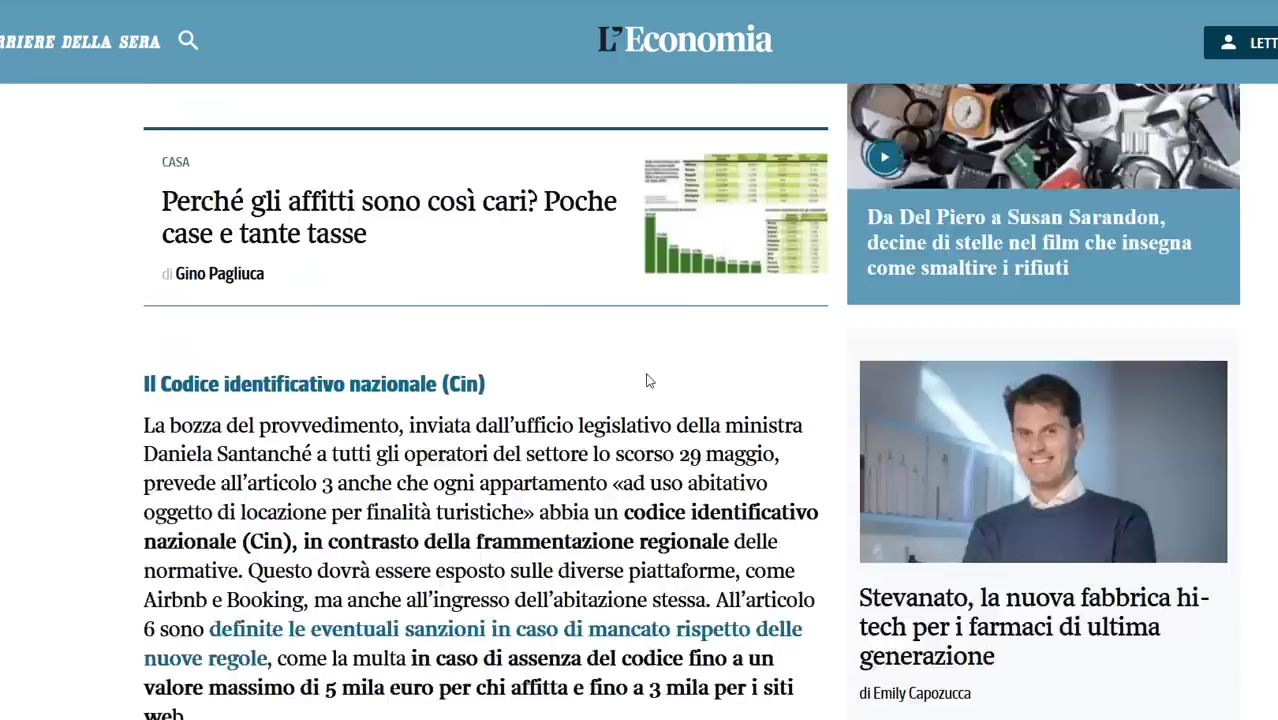 RRIERE DELLA SERA
L'Economia
LETT
CASA
Perché gli affitti sono così cari? Poche
case e tante tasse
di Gino Pagliuca
Il Codice identificativo nazionale (Cin)
La bozza del provvedimento, inviata dall'ufficio legislativo della ministra
Daniela Santanché a tutti gli operatori del settore lo scorso 29 maggio,
prevede all'articolo 3 anche che ogni appartamento «ad uso abitativo
oggetto di locazione per finalità turistiche» abbia un codice identificativo
nazionale (Cin), in contrasto della frammentazione regionale delle
normative. Questo dovrà essere esposto sulle diverse piattaforme, come
Airbnb e Booking, ma anche all'ingresso dell'abitazione stessa. All'articolo
6 sono definite le eventuali sanzioni in caso di mancato rispetto delle
nuove regole, come la multa in caso di assenza del codice fino a un
valore massimo di 5 mila euro per chi affitta e fino a 3 mila per i siti
web
Da Del Piero a Susan Sarandon,
decine di stelle nel film che insegna
come smaltire i rifiuti
Stevanato, la nuova fabbrica hi-
tech per i farmaci di ultima
generazione
di Emily Capozucca